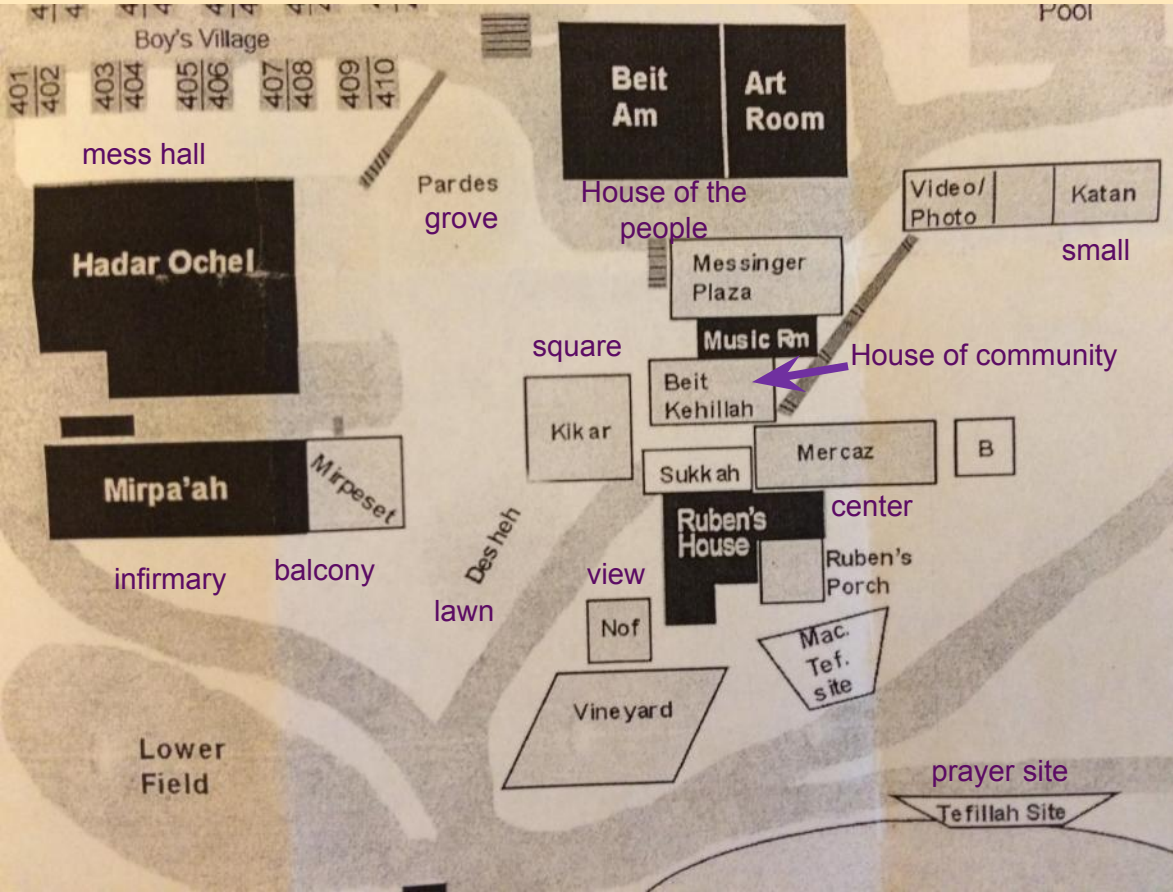 Boy's Village
Pool
401
402
403
404
405
406
407
408
409
410
Beit
Am
Art
Room
mess hall
Pardes
grove
House of the
people
Video/
Photo
Katan
small
Hadar Ochel
Messinger
Plaza
Music Rm
square
House of community
Beit
Kehillah
Kikar
Mercaz
B
Sukkah
Mirpa'ah
Mirpeset
center
Ruben's
House
Desheh
infirmary
balcony
view
Ruben's
Porch
lawn
Nof
Mac.
Tef.
site
Vineyard
Lower
Field
prayer site
Tefillah Site